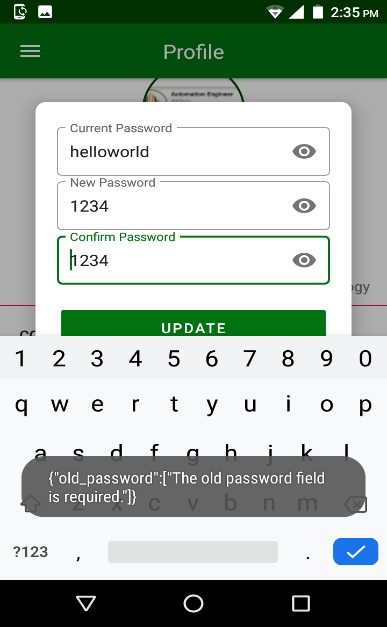 2:35 PM
Profile
Automation Engineer
Current Password
helloworld
New Password
1234
Confirm Password
1234
ogy
UPDATE
1 2 3 4 5 6 7 8 9 0
q w e r t y u i o p
a s d f g h j k l
{"old_password":["The old password field
is required."]}
z x c v b n m
?123 , .